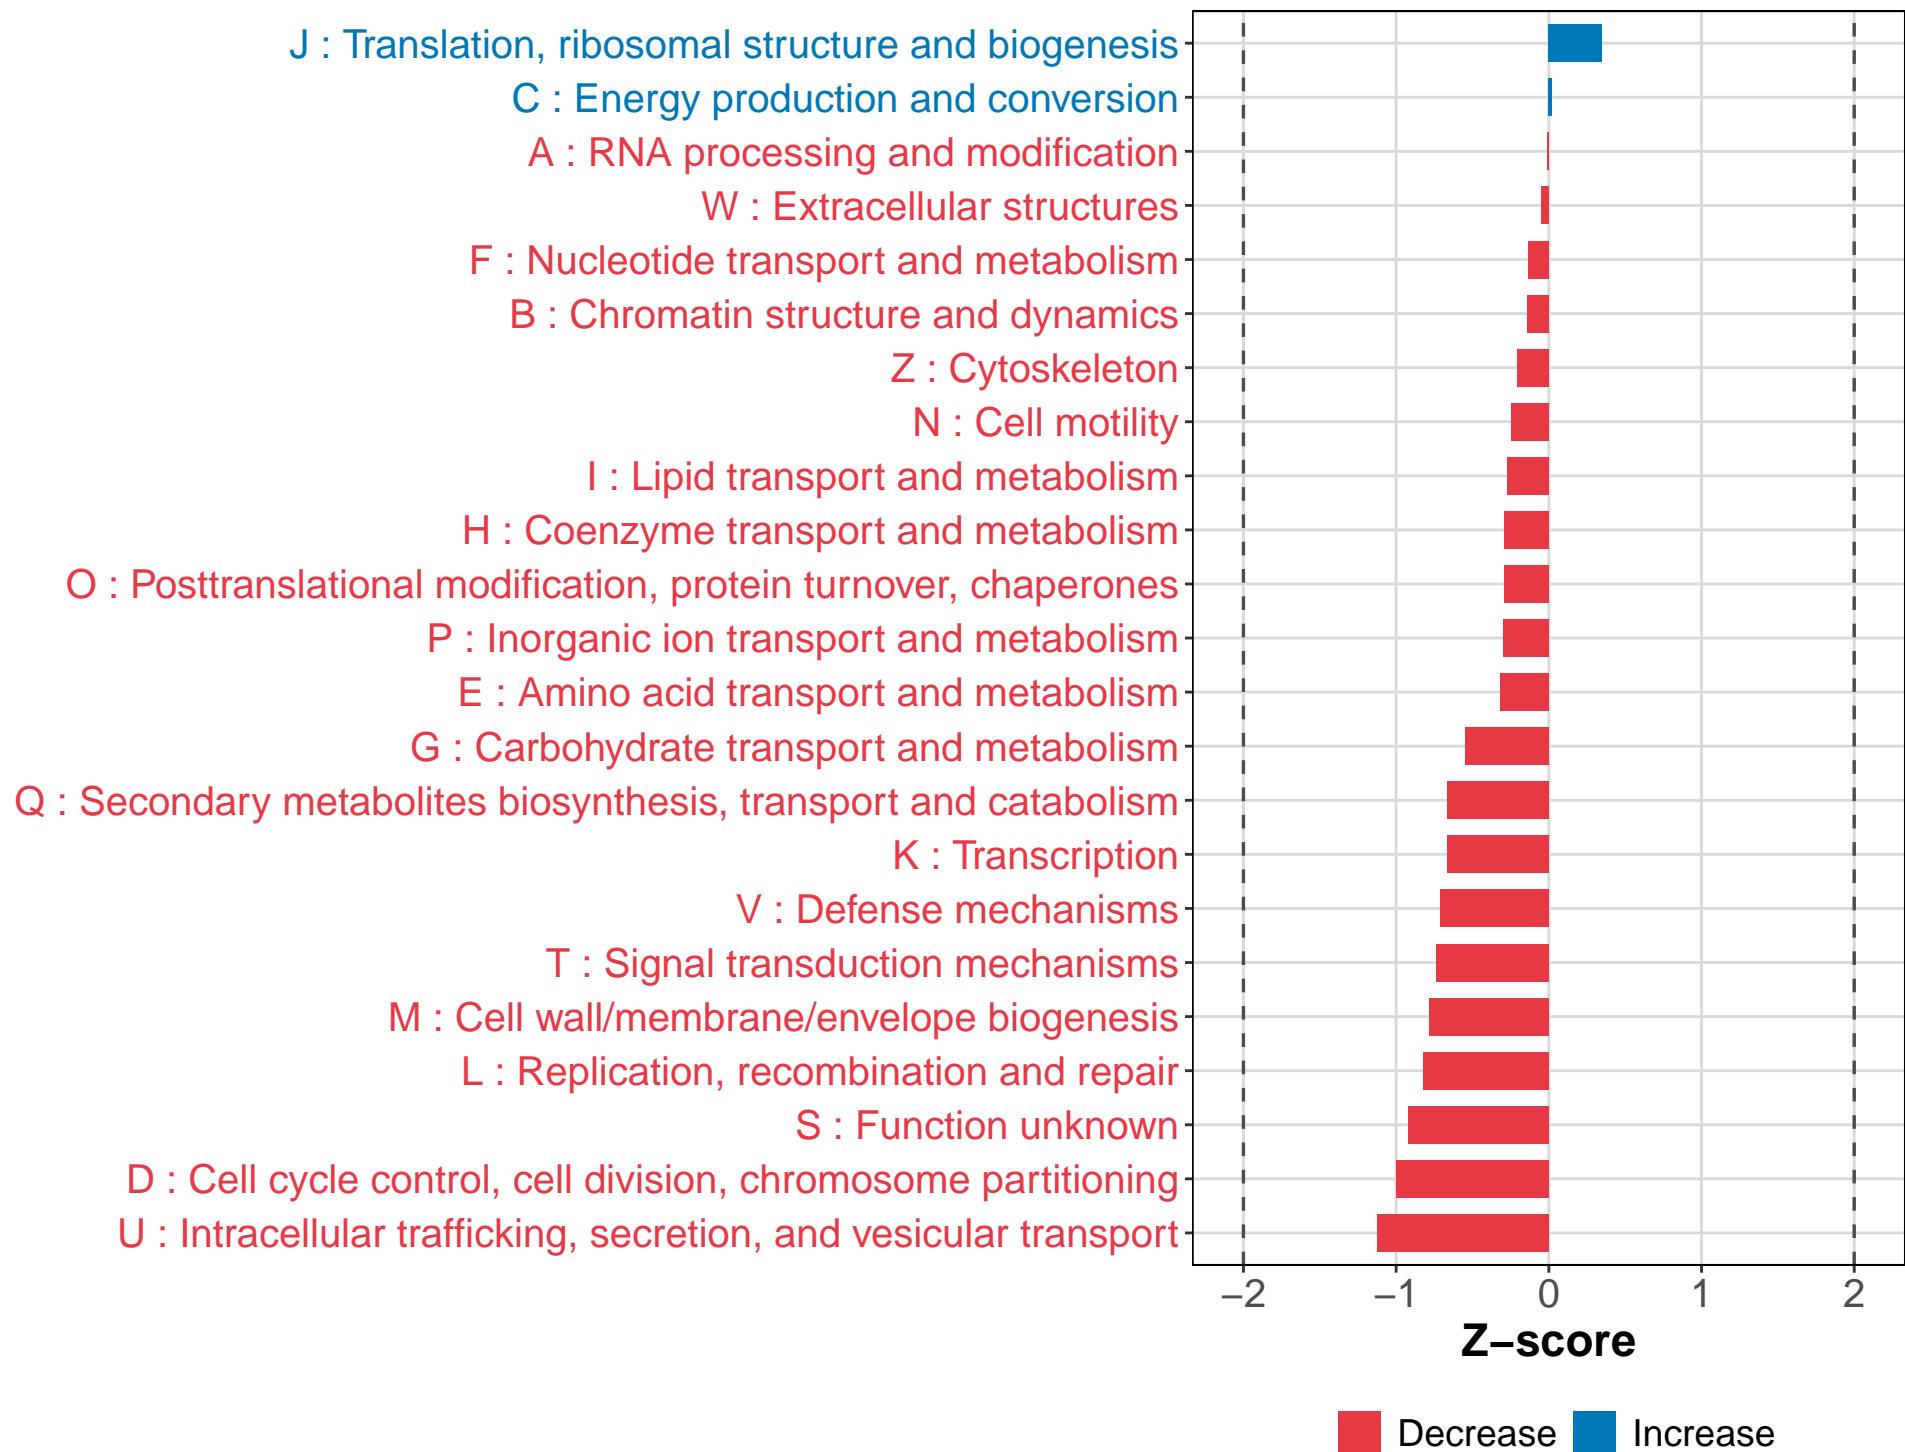 J : Translation, ribosomal structure and biogenesis
C : Energy production and conversion
A : RNA processing and modification
W : Extracellular structures
F : Nucleotide transport and metabolism
B : Chromatin structure and dynamics
Z : Cytoskeleton
N : Cell motility
I : Lipid transport and metabolism
H : Coenzyme transport and metabolism
O : Posttranslational modification, protein turnover, chaperones
P : Inorganic ion transport and metabolism
E : Amino acid transport and metabolism
G : Carbohydrate transport and metabolism
Q : Secondary metabolites biosynthesis, transport and catabolism
K : Transcription
V : Defense mechanisms
T : Signal transduction mechanisms
M : Cell wall/membrane/envelope biogenesis
L : Replication, recombination and repair
S : Function unknown
D : Cell cycle control, cell division, chromosome partitioning
U : Intracellular trafficking, secretion, and vesicular transport
−2 −1 0 1 2
Z−score
Decrease Increase